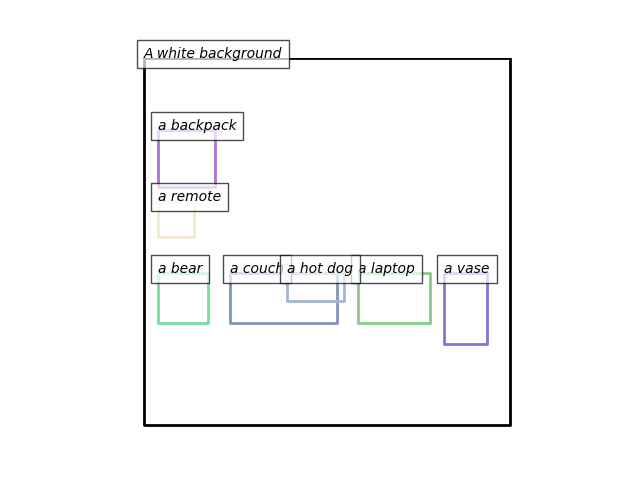 A white background
a backpack
a remote
a bear
a couch
a hot dog
a laptop
a vase